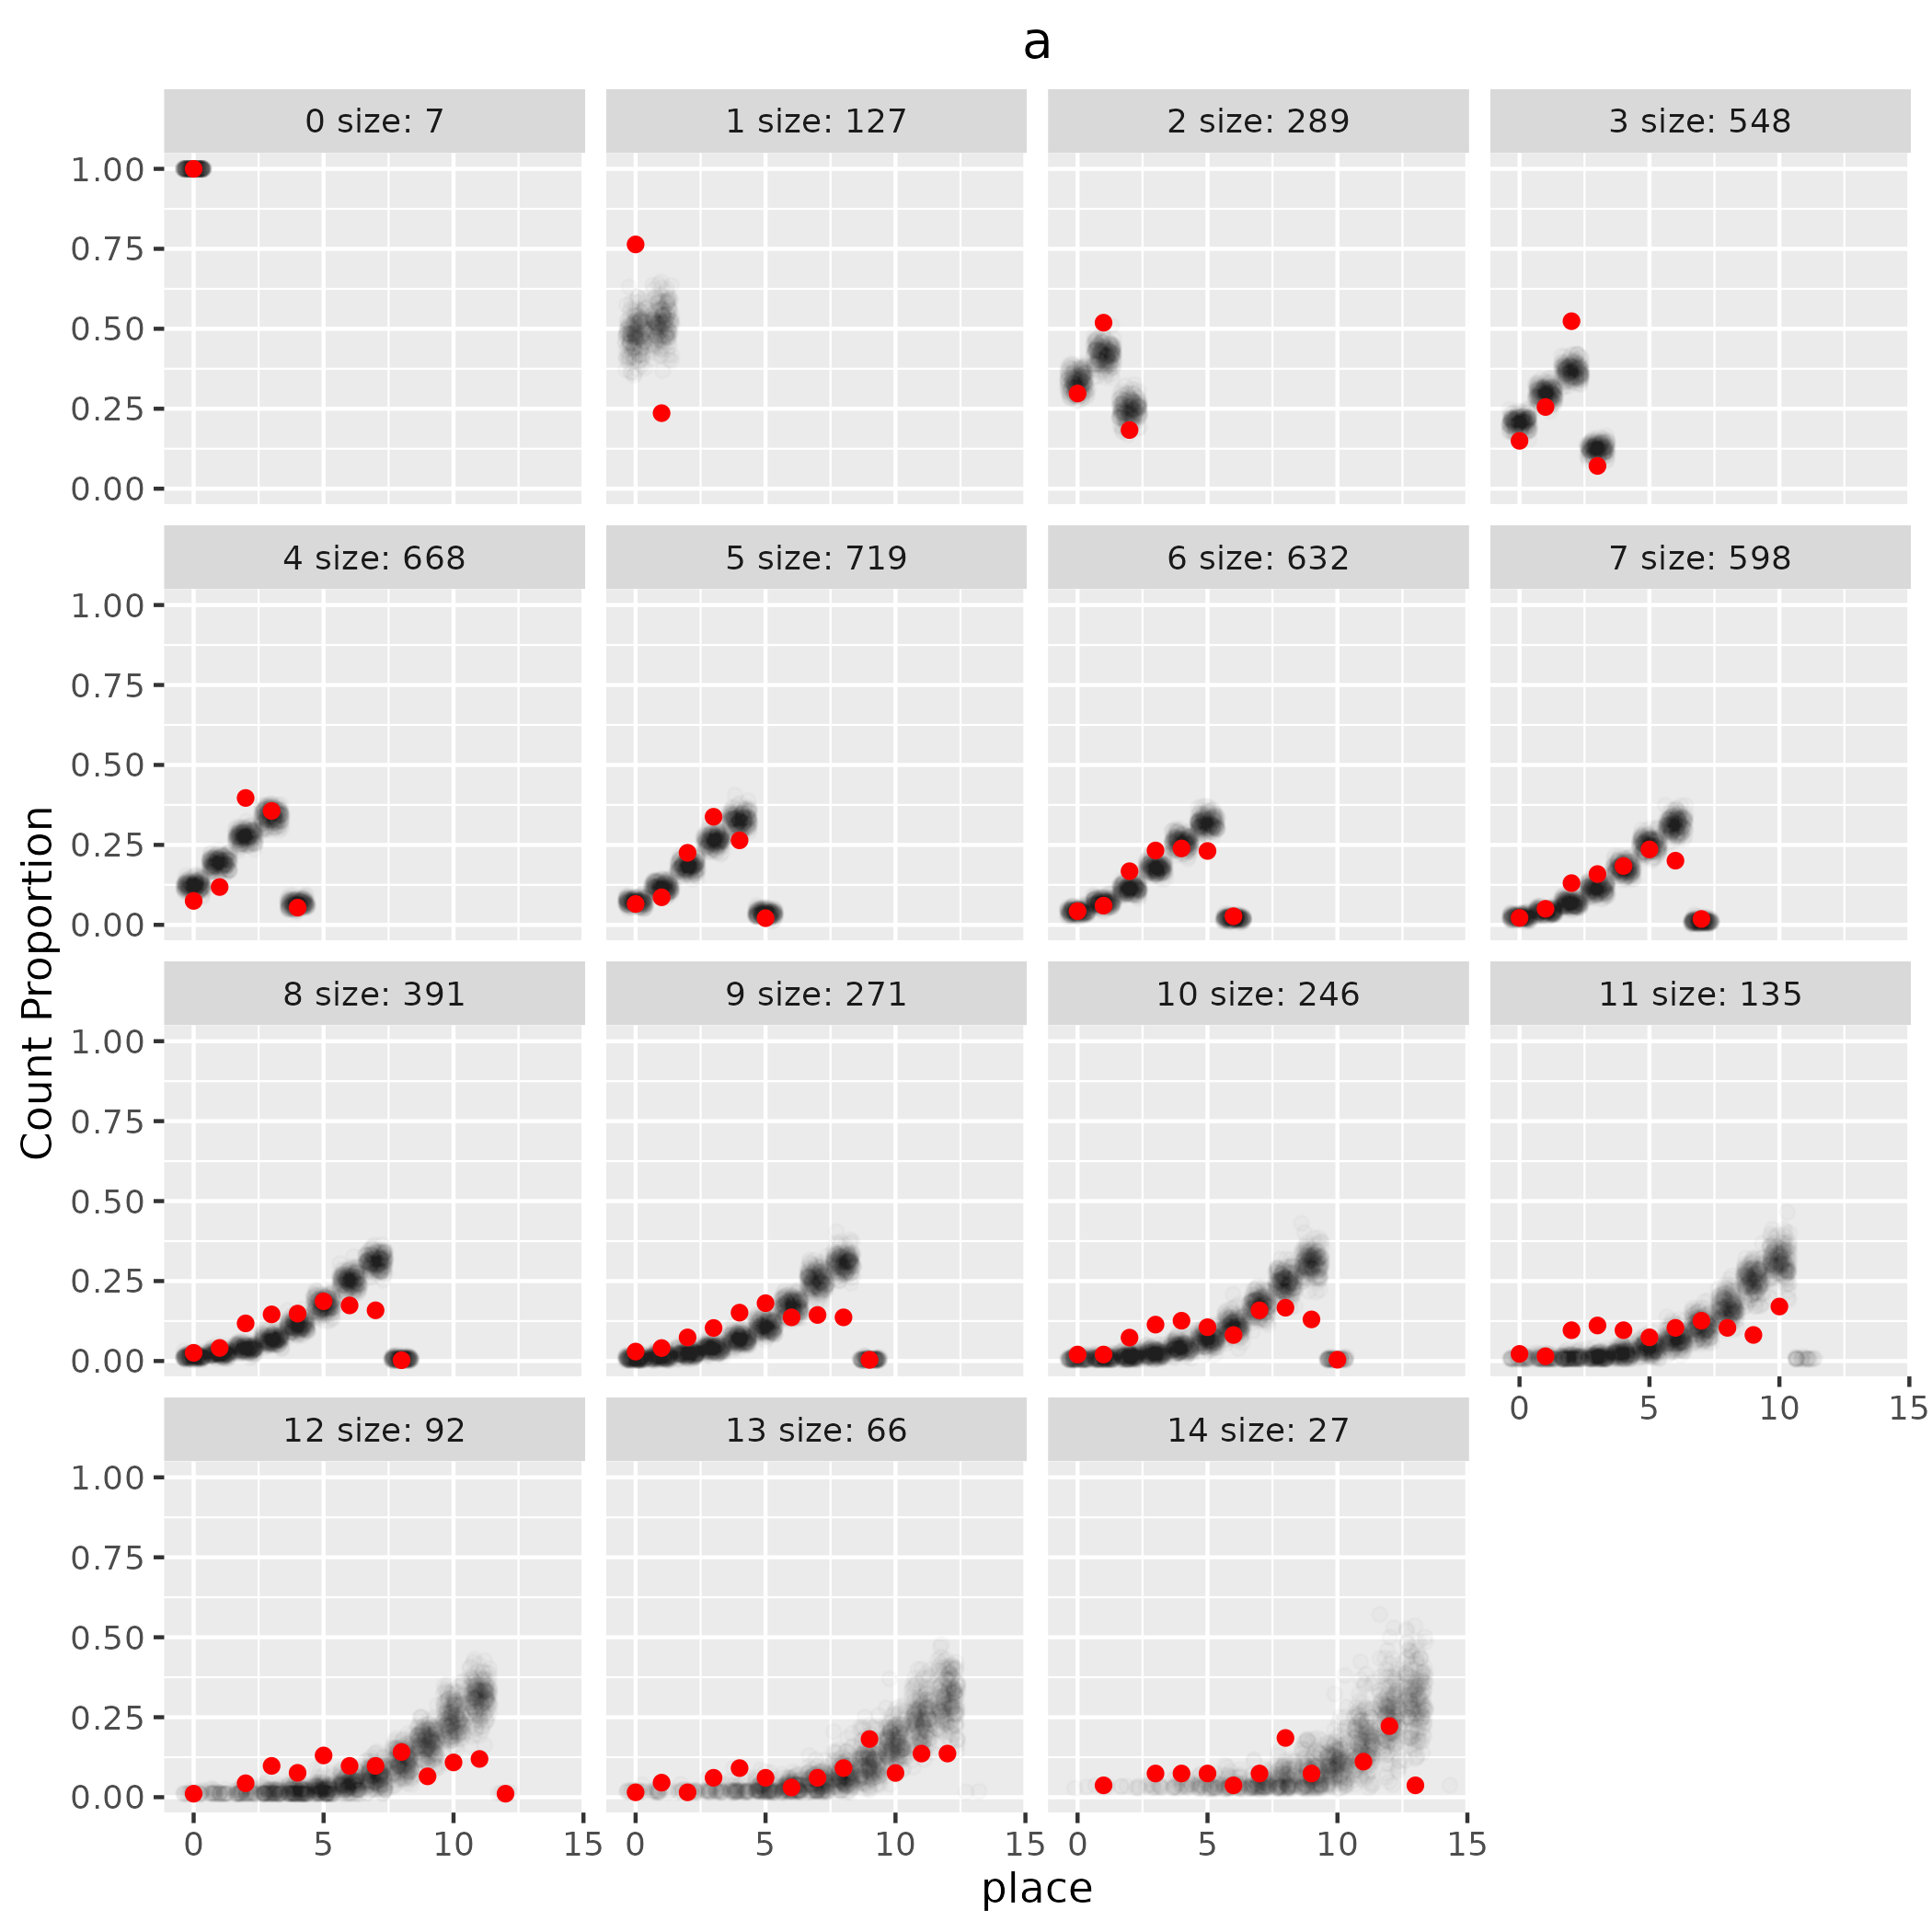 a
0 size: 7
1 size: 127
2 size: 289
3 size: 548
1.00
0.75
0.50
0.25
0.00
4 size: 668
5 size: 719
6 size: 632
7 size: 598
1.00
0.75
0.50
0.25
0.00
Count Proportion
8 size: 391
9 size: 271
10 size: 246
11 size: 135
1.00
0.75
0.50
0.25
0.00
0 5 10 15
12 size: 92
13 size: 66
14 size: 27
1.00
0.75
0.50
0.25
0.00
0 5 10 15
0 5 10 15
0 5 10 15
place